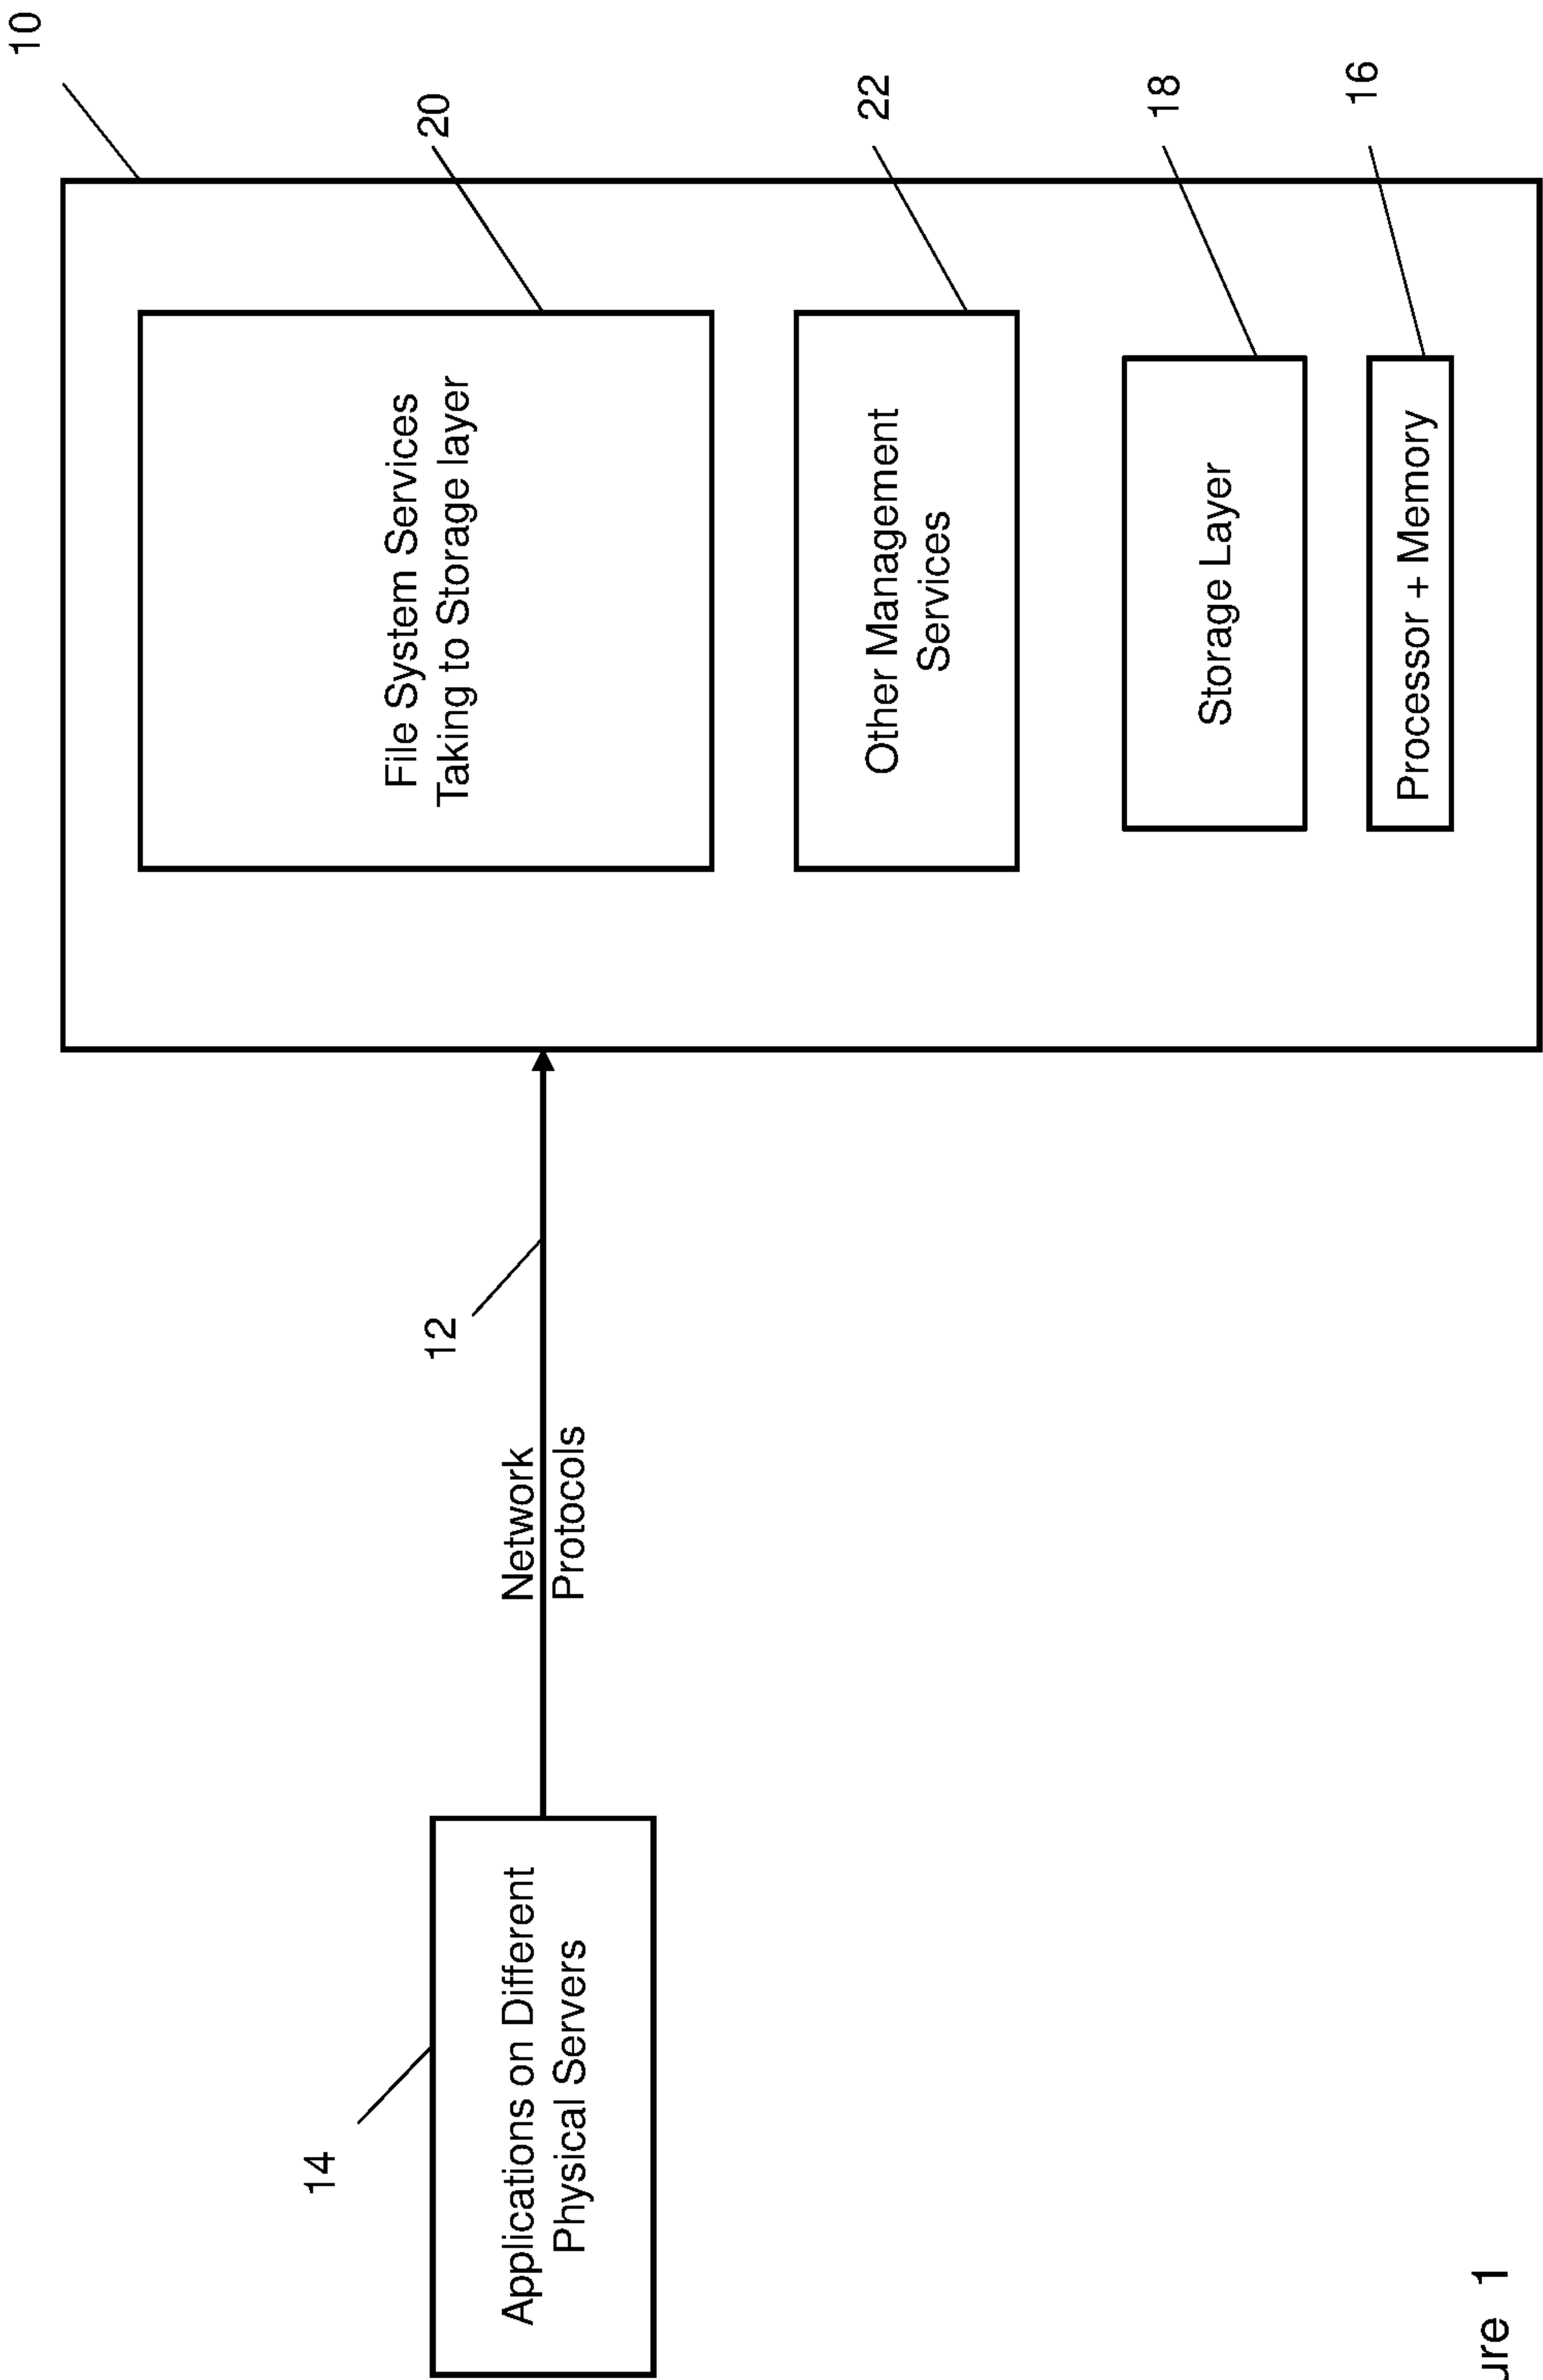 10
File System Services
Taking to Storage layer
20
Other Management
Services
22
Storage Layer
18
Processor + Memory
16
12
Network
Protocols
14
Applications on Different
Physical Servers
1